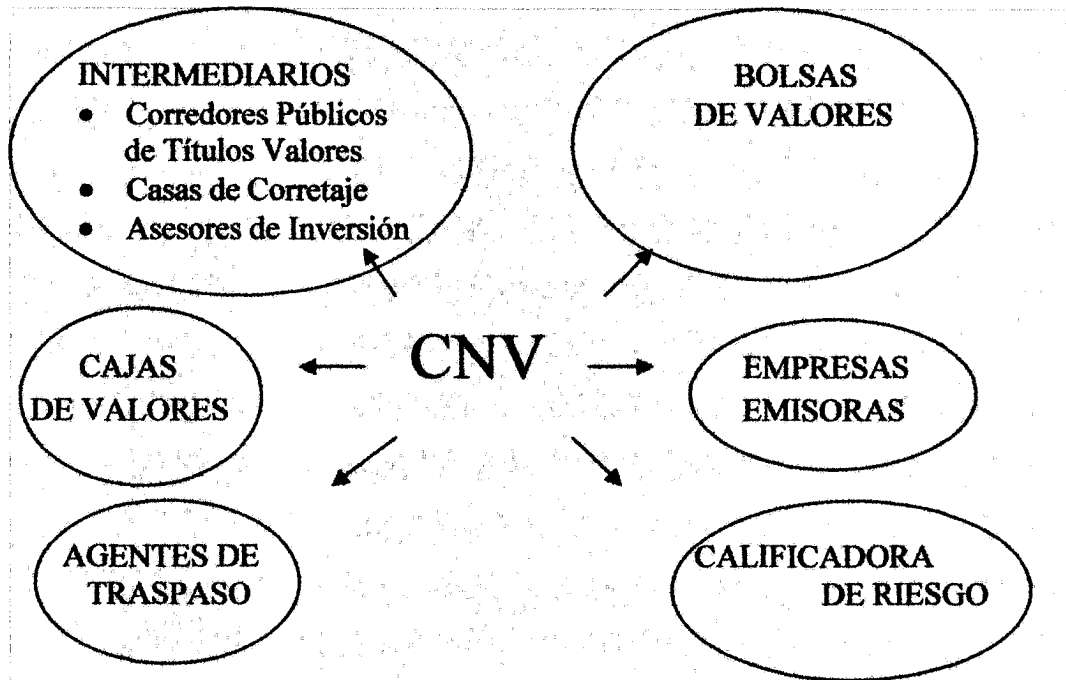 INTERMEDIARIOS
• Corredores Públicos
de Títulos Valores
• Casas de Corretaje
• Asesores de Inversión
BOLSAS
DE VALORES
CAJAS
DE VALORES
CNV
EMPRESAS
EMISORAS
AGENTES DE
TRASPASO
CALIFICADORA
DE RIESGO